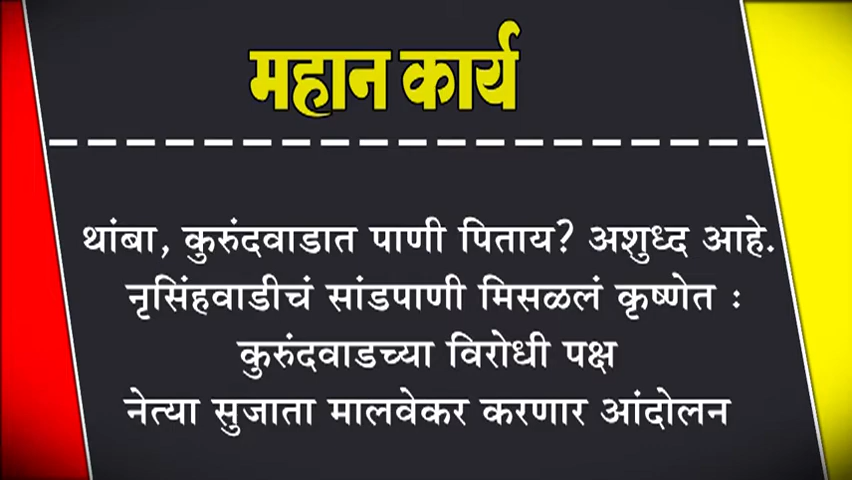 महान कार्य
थांबा, कुरुंदवाडात पाणी पिताय? अशुध्द आहे.
नृसिंहवाडीचं सांडपाणी मिसळलं कृष्णेत :
कुरुंदवाडच्या विरोधी पक्ष
नेत्या सुजाता मालवेकर करणार आंदोलन